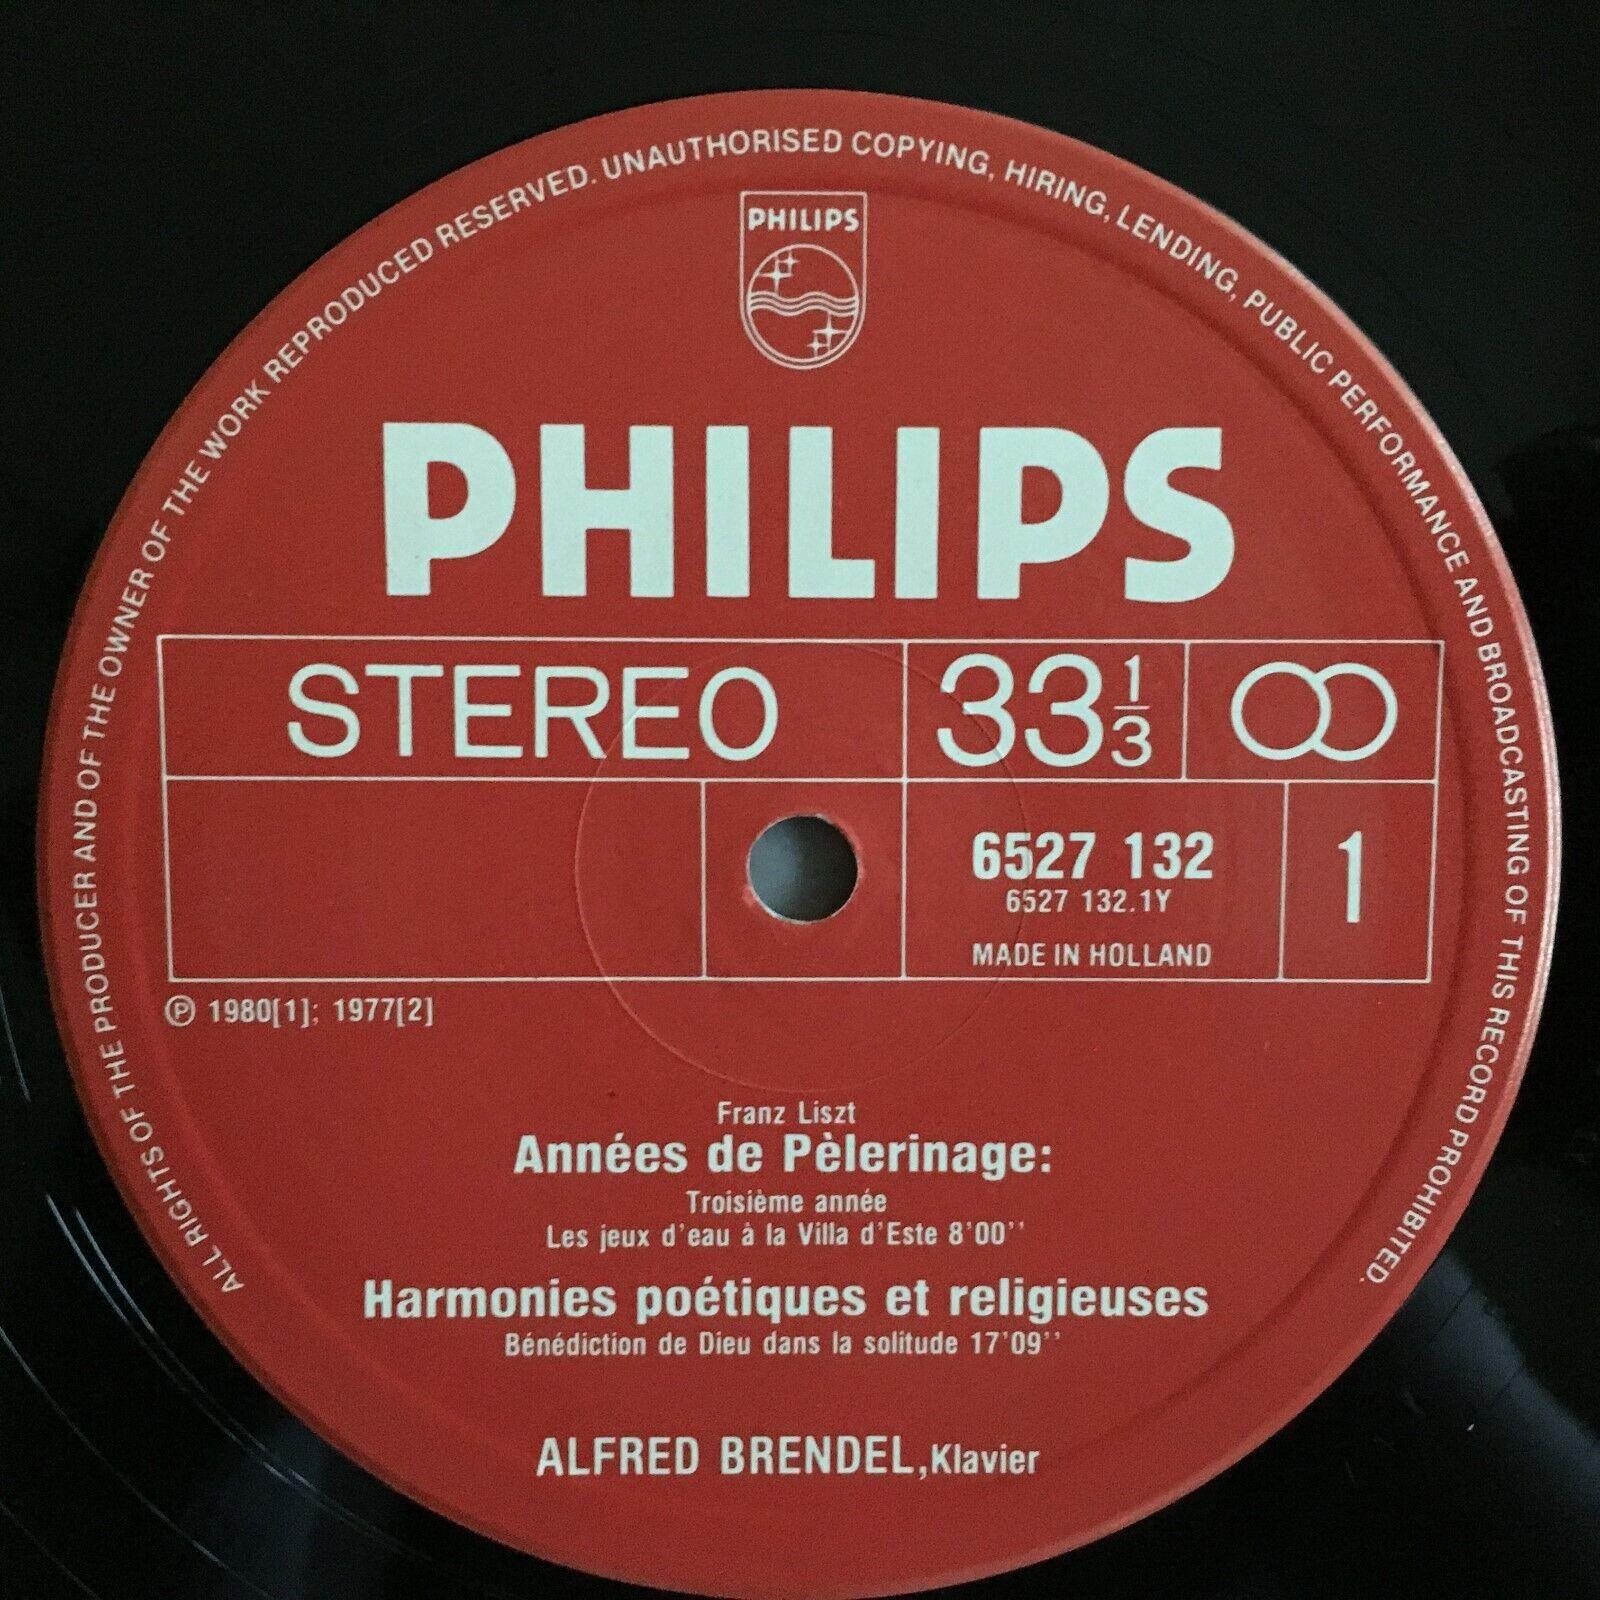 ALL RIGHTS OF THE PRODUCER AND OF THE OWNER OF THE WORK REPRODUCED RESERVED. UNAUTHORISED COPYING, HIRING, LENDING, PUBLIC PERFORMANCE AND BROADCASTING OF THIS RECORD PROHIBITED.
PHILIPS
PHILIPS
STEREO 33 1/3
6527 132 1
6527 132.1Y
MADE IN HOLLAND
℗ 1980[1]; 1977[2]
Franz Liszt
Années de Pèlerinage:
Troisième année
Les jeux d'eau à la Villa d'Este 8'00''
Harmonies poétiques et religieuses
Bénédiction de Dieu dans la solitude 17'09''
ALFRED BRENDEL,Klavier